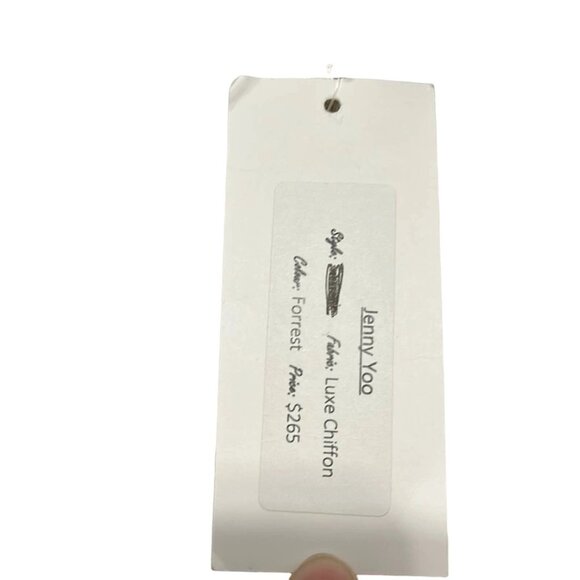 Jenny Yoo
Style: Fabric: Luxe Chiffon
Colour: Forrest Price: $265